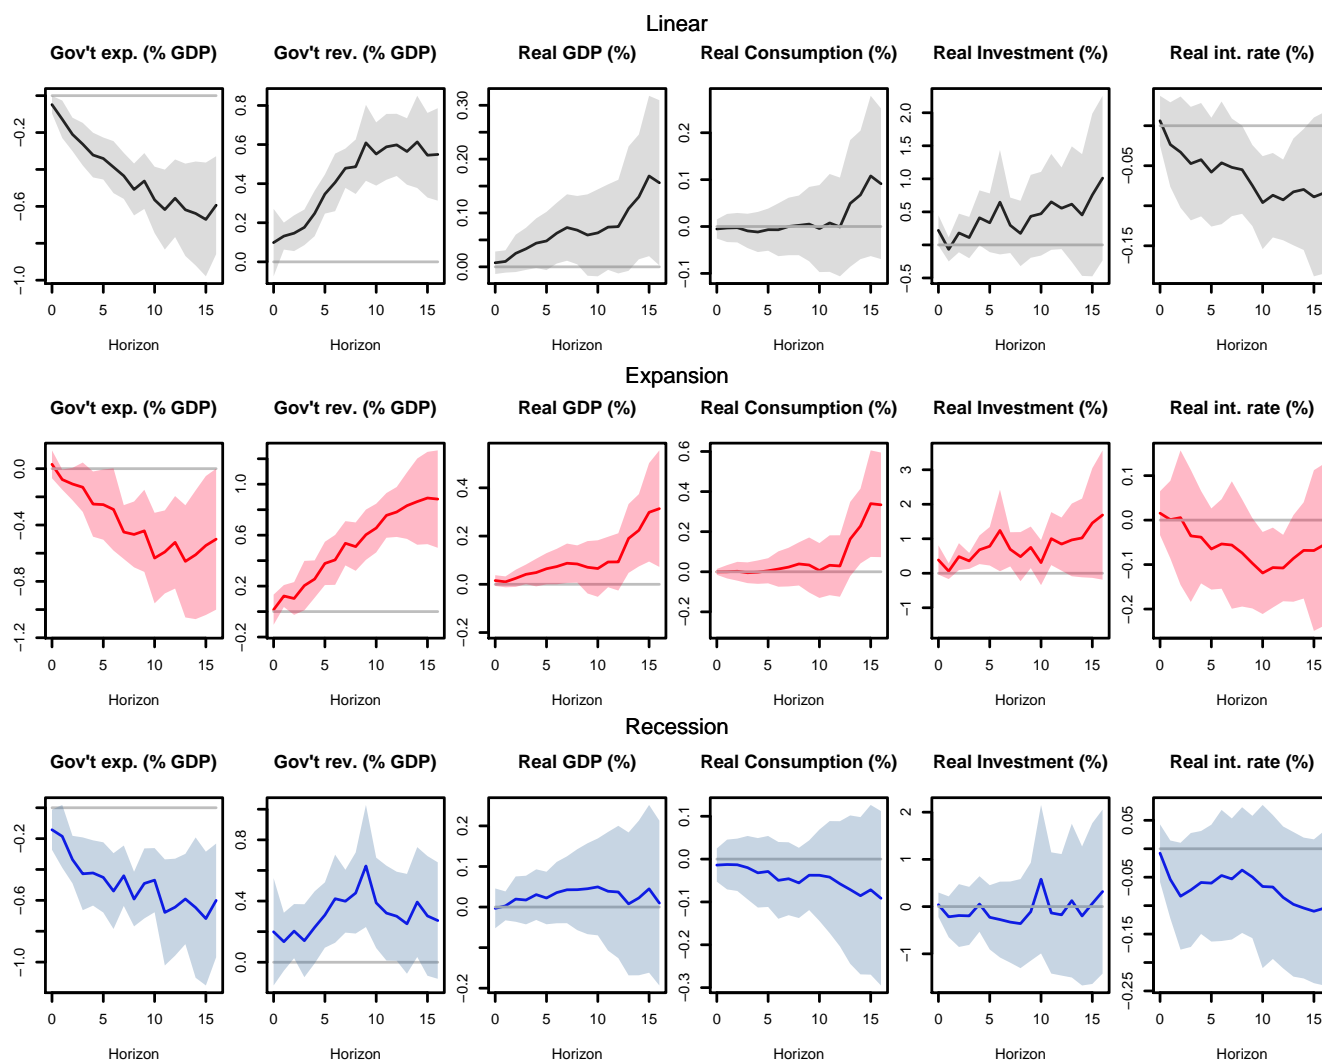 Linear
Gov't exp. (% GDP) Gov't rev. (% GDP) Real GDP (%) Real Consumption (%) Real Investment (%) Real int. rate (%)
−0.2 −0.6 −1.0
0.8 0.6 0.4 0.2 0.0
0.30 0.20 0.10 0.00
0.2 0.1 0.0 −0.1
2.0 1.0 0.5 −0.5
−0.05 −0.15
0 5 10 15 0 5 10 15 0 5 10 15 0 5 10 15 0 5 10 15 0 5 10 15
Horizon Horizon Horizon Horizon Horizon Horizon
Expansion
Gov't exp. (% GDP) Gov't rev. (% GDP) Real GDP (%) Real Consumption (%) Real Investment (%) Real int. rate (%)
0.0 −0.4 −0.8 −1.2
1.0 0.6 0.2 −0.2
0.4 0.2 0.0 −0.2
0.6 0.4 0.2 0.0 −0.2
3 2 1 0 −1
0.1 0.0 −0.1 −0.2
0 5 10 15 0 5 10 15 0 5 10 15 0 5 10 15 0 5 10 15 0 5 10 15
Horizon Horizon Horizon Horizon Horizon Horizon
Recession
Gov't exp. (% GDP) Gov't rev. (% GDP) Real GDP (%) Real Consumption (%) Real Investment (%) Real int. rate (%)
−0.2 −0.6 −1.0
0.8 0.4 0.0
0.2 0.1 0.0 −0.2
0.1 0.0 −0.1 −0.2 −0.3
2 1 0 −1
0.05 −0.05 −0.15 −0.25
0 5 10 15 0 5 10 15 0 5 10 15 0 5 10 15 0 5 10 15 0 5 10 15
Horizon Horizon Horizon Horizon Horizon Horizon